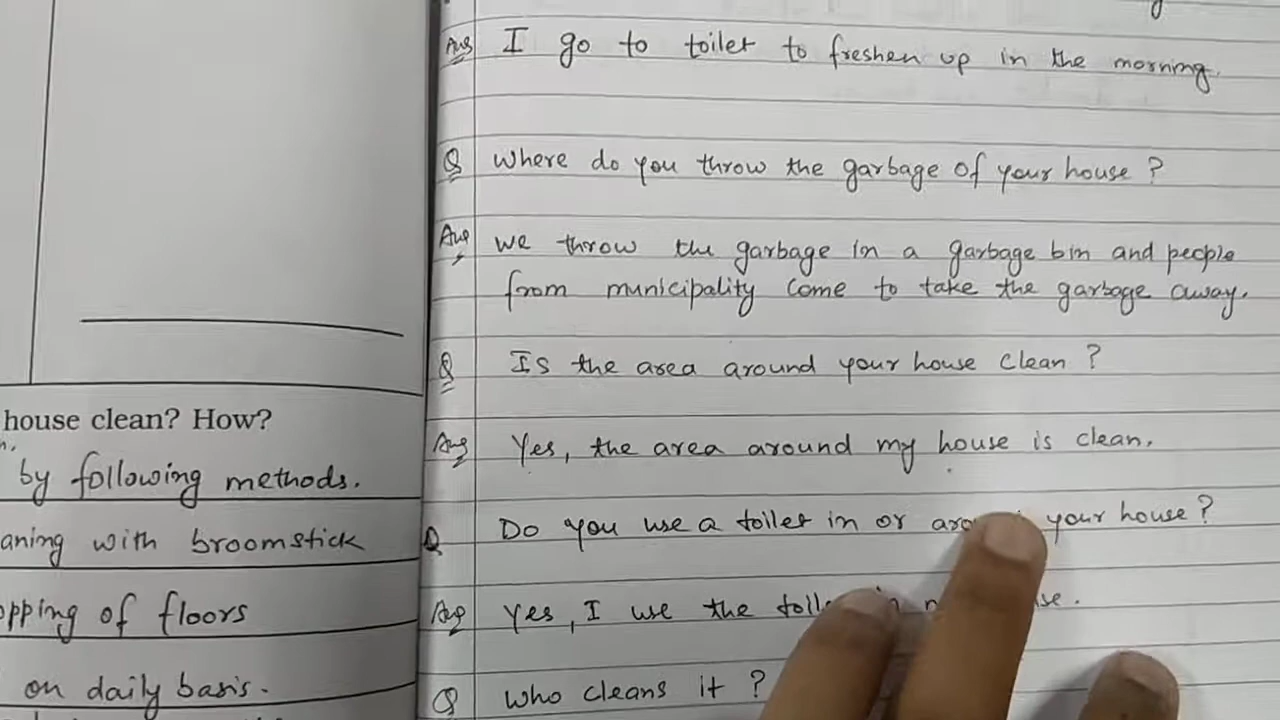 house clean? How?
by following methods.
with broomstick
of floors
on daily basis.
Ans I go to toilet to freshen up in the morning.
Q Where do you throw the garbage of your house ?
Ans we throw the garbage in a garbage bin and people
from municipality come to take the garbage away.
Q Is the area around your house clean ?
Ans Yes, the area around my house is clean.
Q Do you use a toilet in or your house ?
Ans Yes, I use the
Q Who cleans it ?